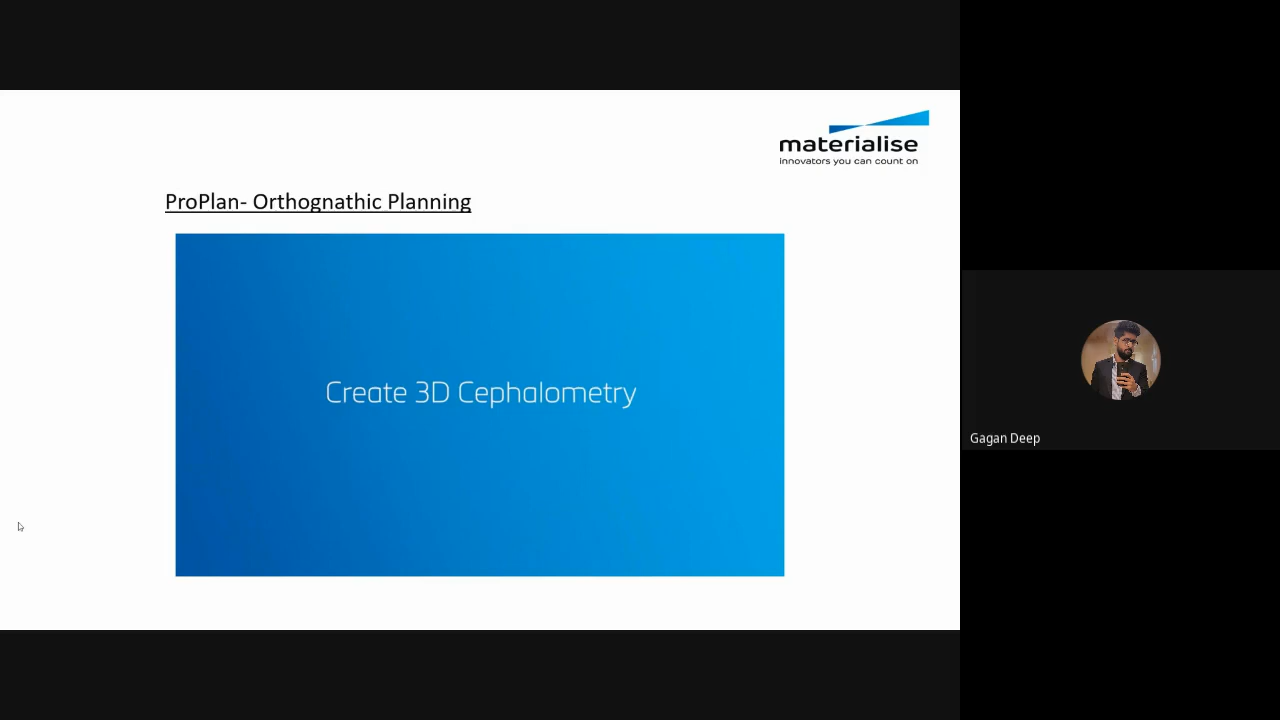 materialise
innovators you can count on
ProPlan- Orthognathic Planning
Create 3D Cephalometry
Gagan Deep